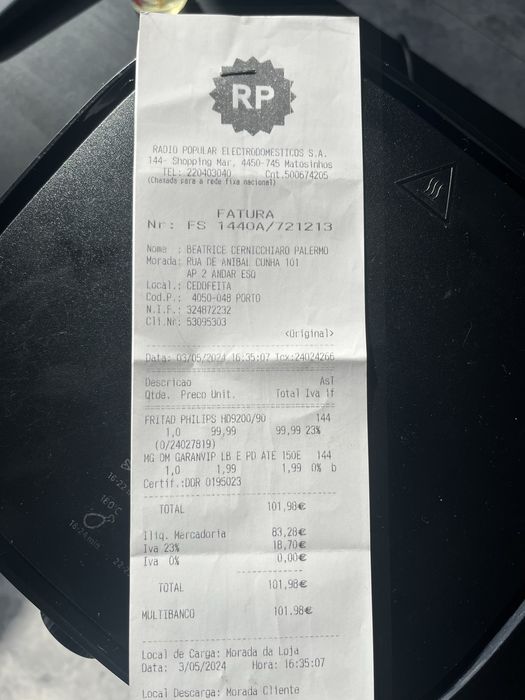 RP
RADIO POPULAR ELECTRODOMESTICOS S.A.
144- Shopping Mar, 4450-745 Matosinhos
TEL: 220403040 Cnt.500674205
(Chamada para a rede fixa nacional)
FATURA
Nr: FS 1440A/721213
Nome : BEATRICE CERNICCHIARO PALERMO
Morada: RUA DE ANIBAL CUNHA 101
AP 2 ANDAR ESQ
Local.: CEDOFEITA
Cod.P.: 4050-048 PORTO
N.I.F.: 324872232
Cli.Nr: 53095303
<Original>
Data: 03/05/2024 16:35:07 Tcx:24024266
Descricao AsT
Qtde. Preco Unit. Total Iva if
FRITAD PHILIPS HD9200/90 144
1,0 99,99 99,99 23%
(0/24027819)
MG OM GARANVIP LB E PD ATE 150E 144
1,0 1,99 1,99 0% b
Certif.:DOR 0195023
TOTAL 101,98€
Iliq. Mercadoria 83,28€
Iva 23% 18,70€
Iva 0% 0,00€
TOTAL 101,98€
MULTIBANCO 101.98€
Local de Carga: Morada da Loja
Data: 3/05/2024 Hora: 16:35:07
Local Descarga: Morada Cliente
180°C